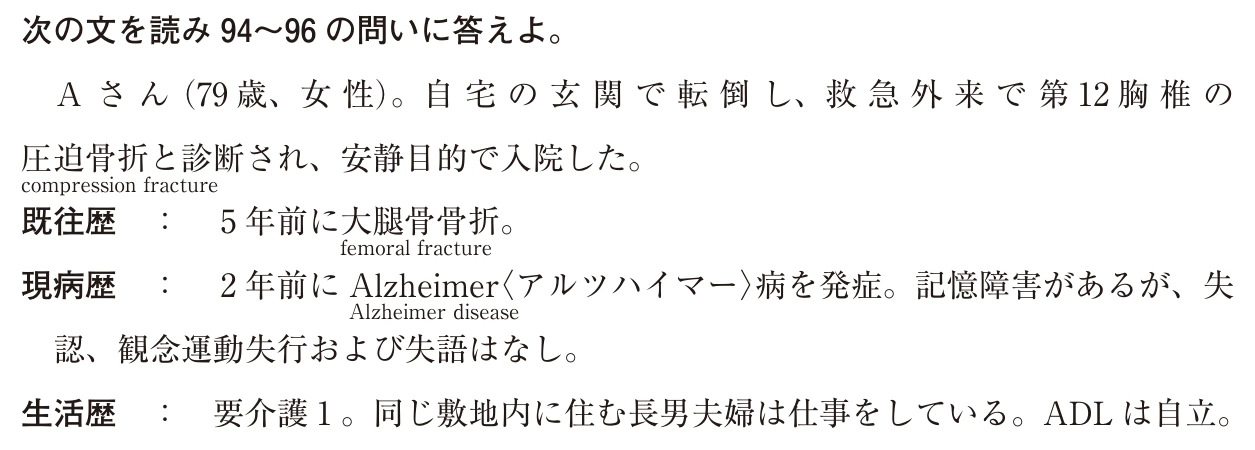 次の文を読み 94〜96 の問いに答えよ。
A さん(79 歳、女性)。自宅の玄関で転倒し、救急外来で第 12 胸椎の
圧迫骨折と診断され、安静目的で入院した。
compression fracture
既往歴 : 5 年前に大腿骨骨折。
femoral fracture
現病歴 : 2 年前に Alzheimer〈アルツハイマー〉病を発症。記憶障害があるが、失
Alzheimer disease
認、観念運動失行および失語はなし。
生活歴 : 要介護 1 。同じ敷地内に住む長男夫婦は仕事をしている。ADL は自立。